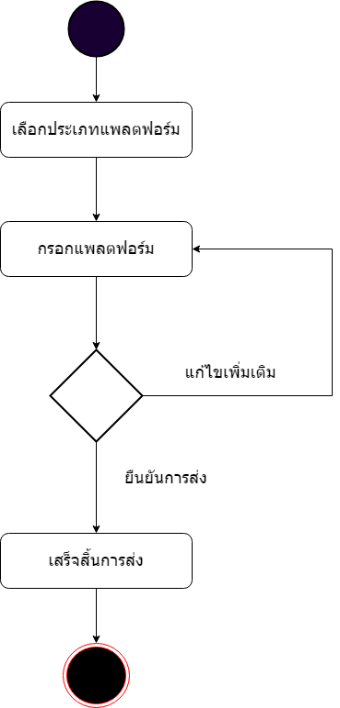 เลือกประเภทแพลตฟอร์ม
กรอกแพลตฟอร์ม
แก้ไขเพิ่มเติม
ยืนยันการส่ง
เสร็จสิ้นการส่ง